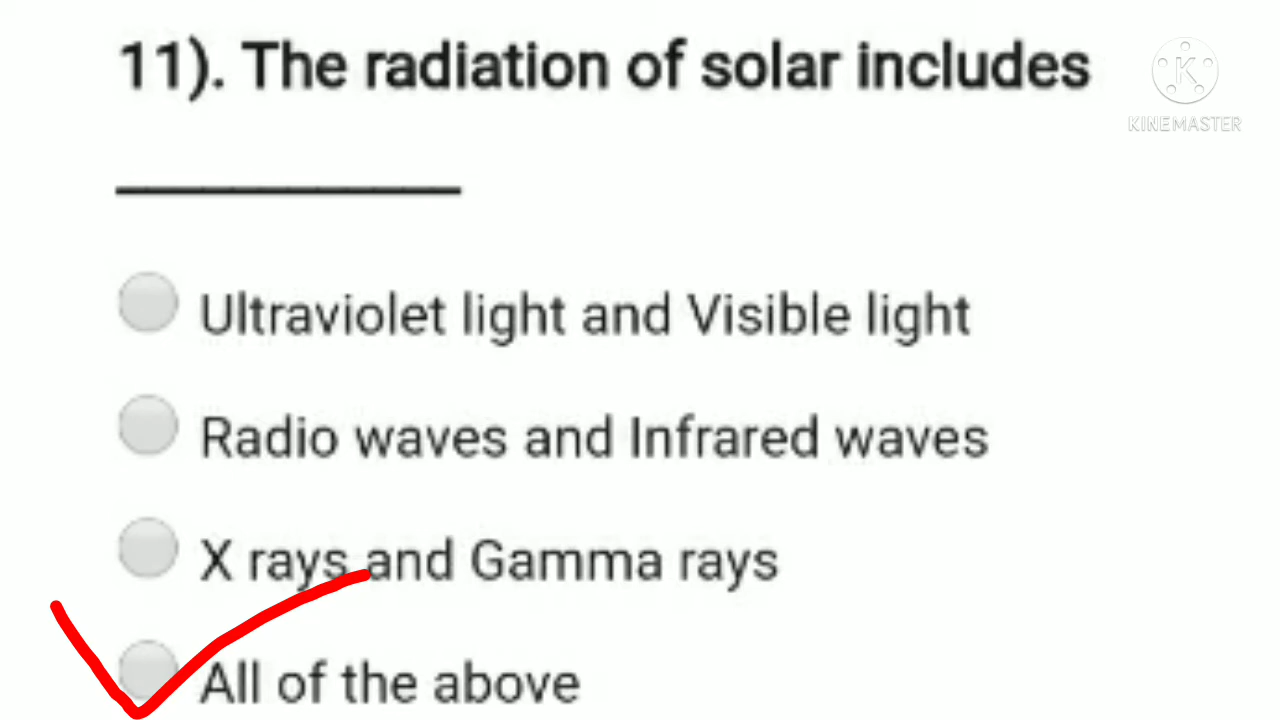 11). The radiation of solar includes
KINEMASTER
Ultraviolet light and Visible light
Radio waves and Infrared waves
X rays and Gamma rays
All of the above